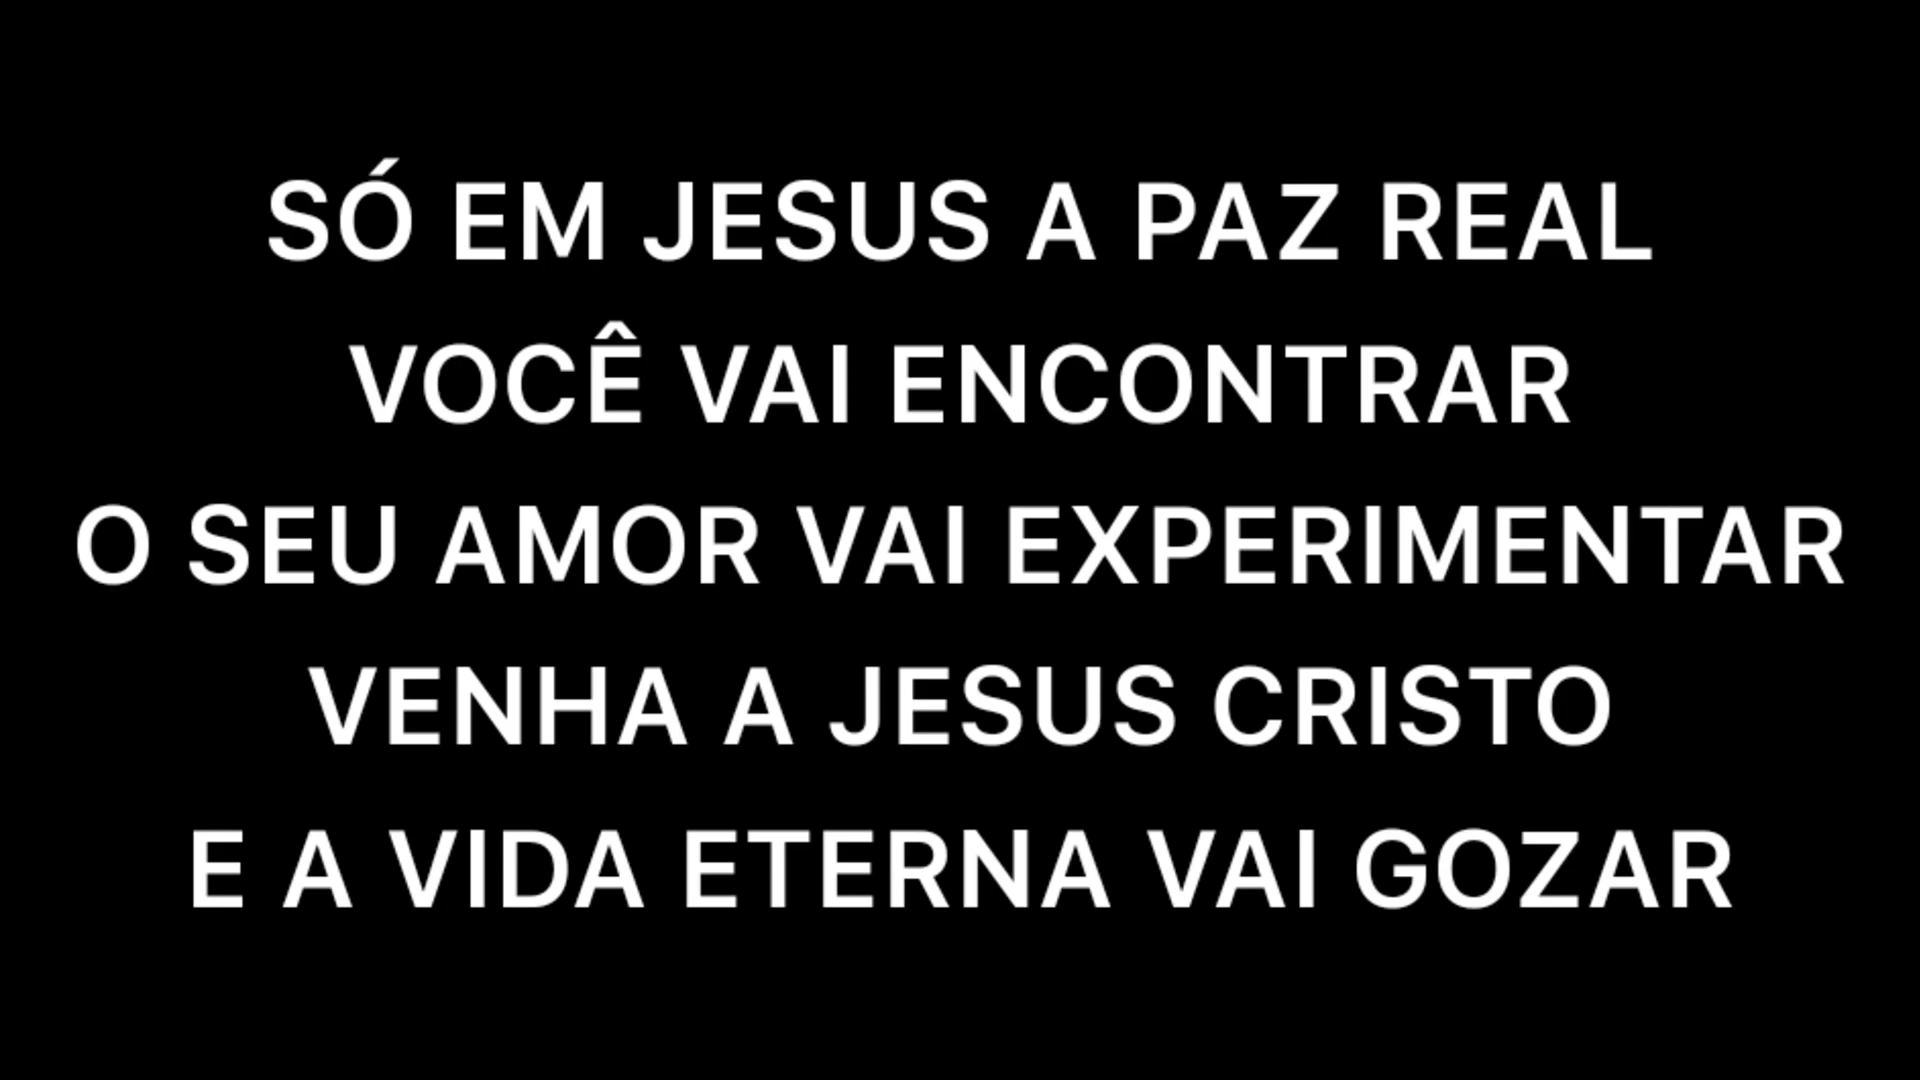 SÓ EM JESUS A PAZ REAL
VOCÊ VAI ENCONTRAR
O SEU AMOR VAI EXPERIMENTAR
VENHA A JESUS CRISTO
E A VIDA ETERNA VAI GOZAR